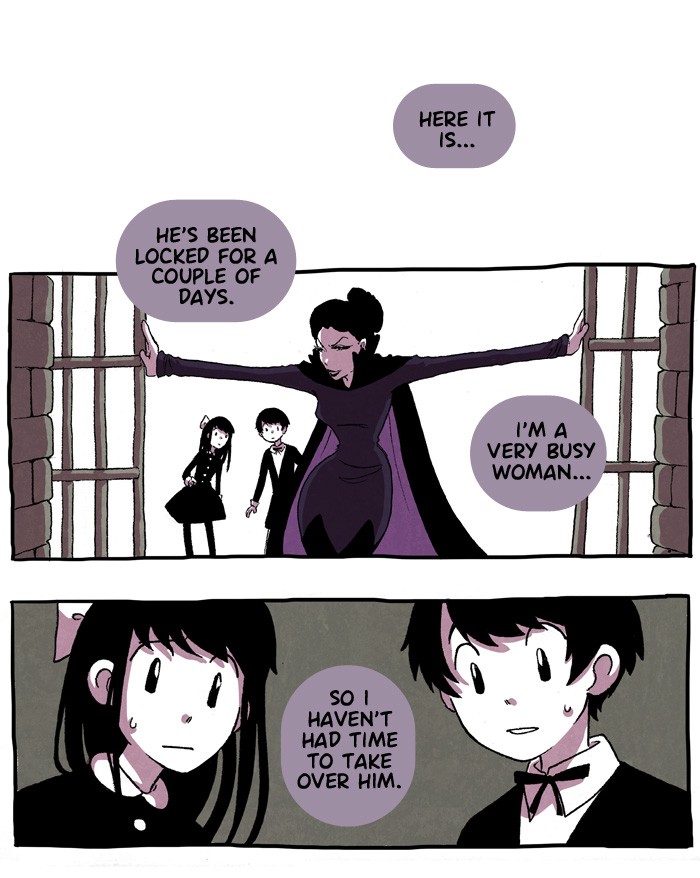 HERE IT
IS...
HE'S BEEN
LOCKED FOR A
COUPLE OF
DAYS.
I'M A
VERY BUSY
WOMAN...
SO I
HAVEN'T
HAD TIME
TO TAKE
OVER HIM.